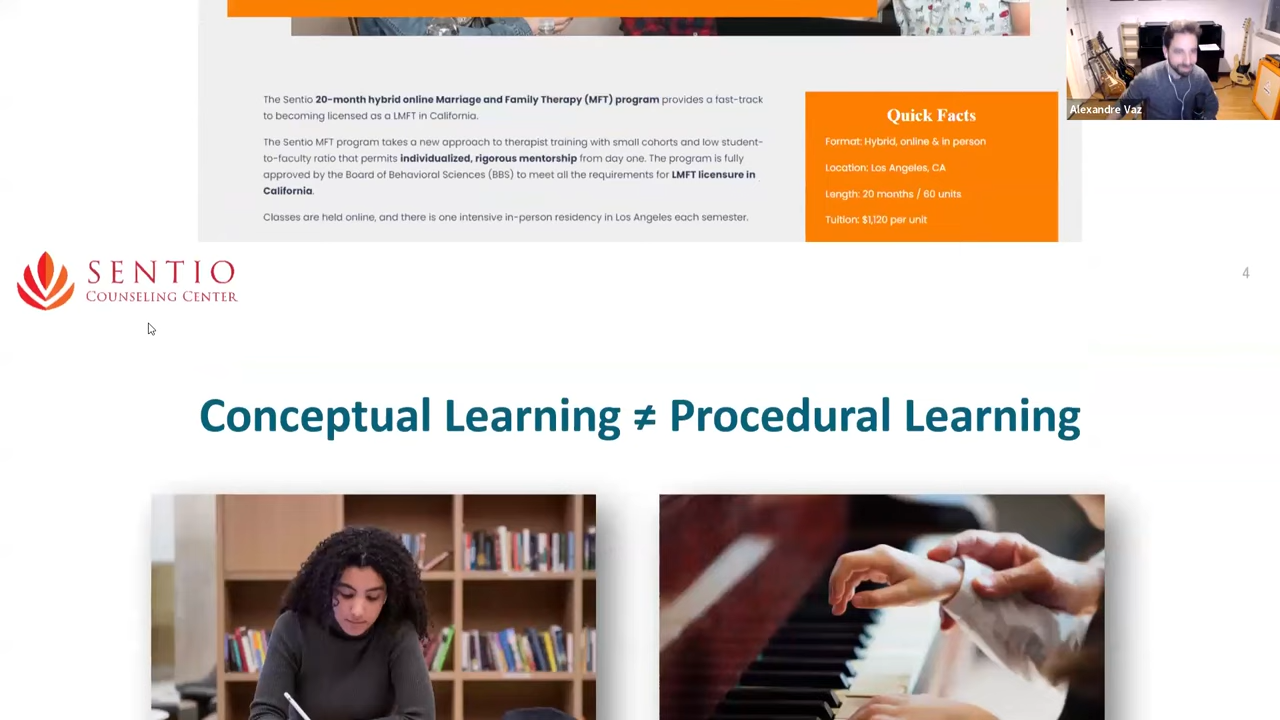 The Sentio 20-month hybrid online Marriage and Family Therapy (MFT) program provides a fast-track
to becoming licensed as a LMFT in California.
The Sentio MFT program takes a new approach to therapist training with small cohorts and low student-
to-faculty ratio that permits individualized, rigorous mentorship from day one. The program is fully
approved by the Board of Behavioral Sciences (BBS) to meet all the requirements for LMFT licensure in
California.
Classes are held online, and there is one intensive in-person residency in Los Angeles each semester.
Quick Facts
Format: Hybrid, online & in person
Location: Los Angeles, CA
Length: 20 months / 60 units
Tuition: $1,120 per unit
Alexandre Vaz
SENTIO
COUNSELING CENTER
4
Conceptual Learning ≠ Procedural Learning